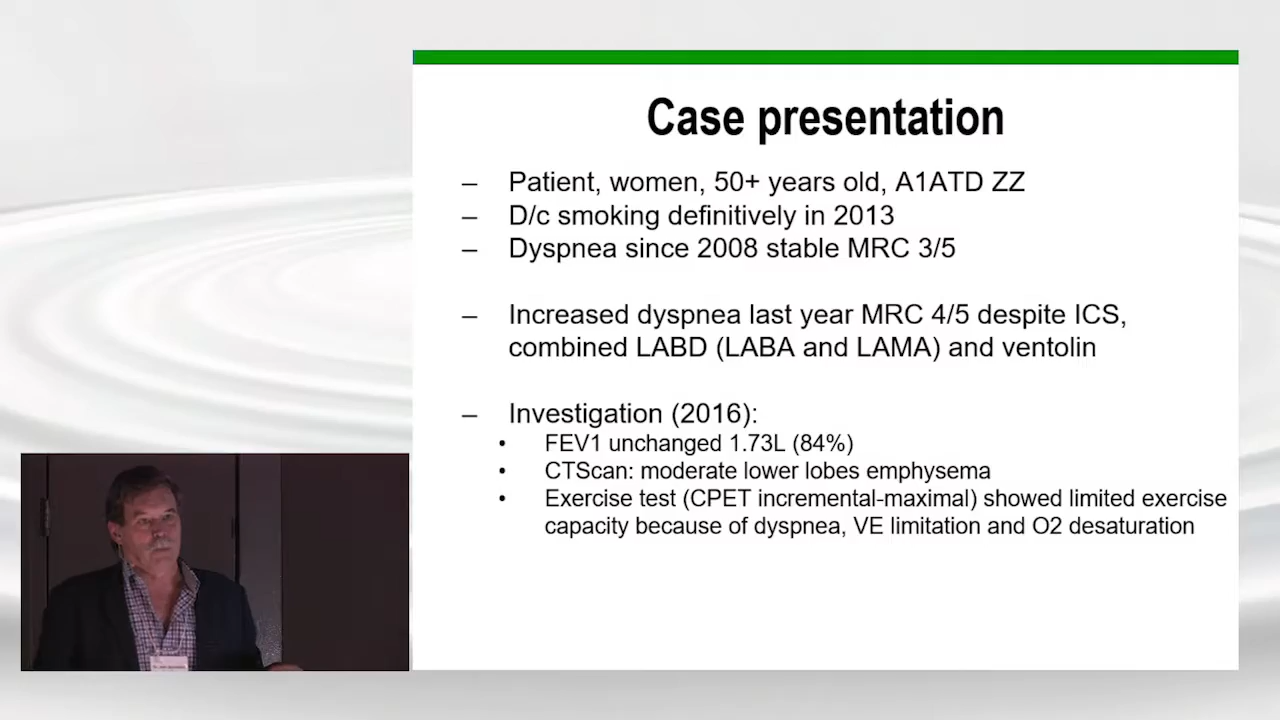 Case presentation
– Patient, women, 50+ years old, A1ATD ZZ
– D/c smoking definitively in 2013
– Dyspnea since 2008 stable MRC 3/5
– Increased dyspnea last year MRC 4/5 despite ICS,
combined LABD (LABA and LAMA) and ventolin
– Investigation (2016):
• FEV1 unchanged 1.73L (84%)
• CTScan: moderate lower lobes emphysema
• Exercise test (CPET incremental-maximal) showed limited exercise
capacity because of dyspnea, VE limitation and O2 desaturation